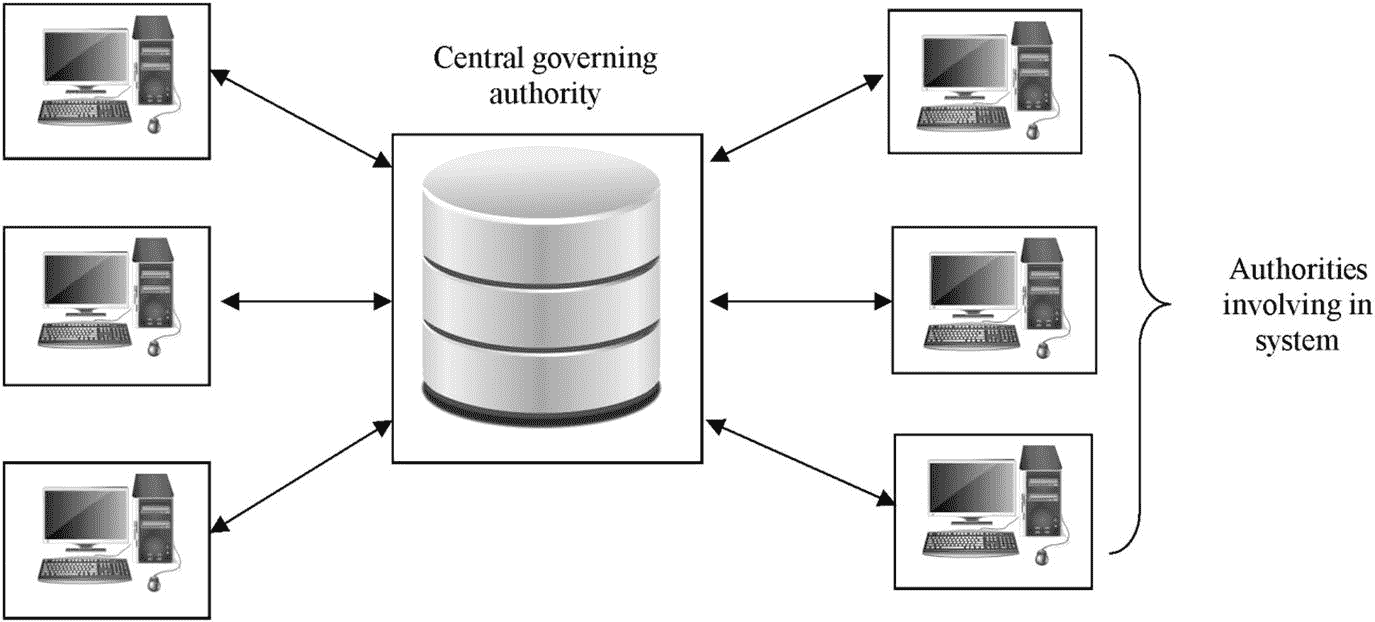 Central governing
authority
Authorities
involving in
system